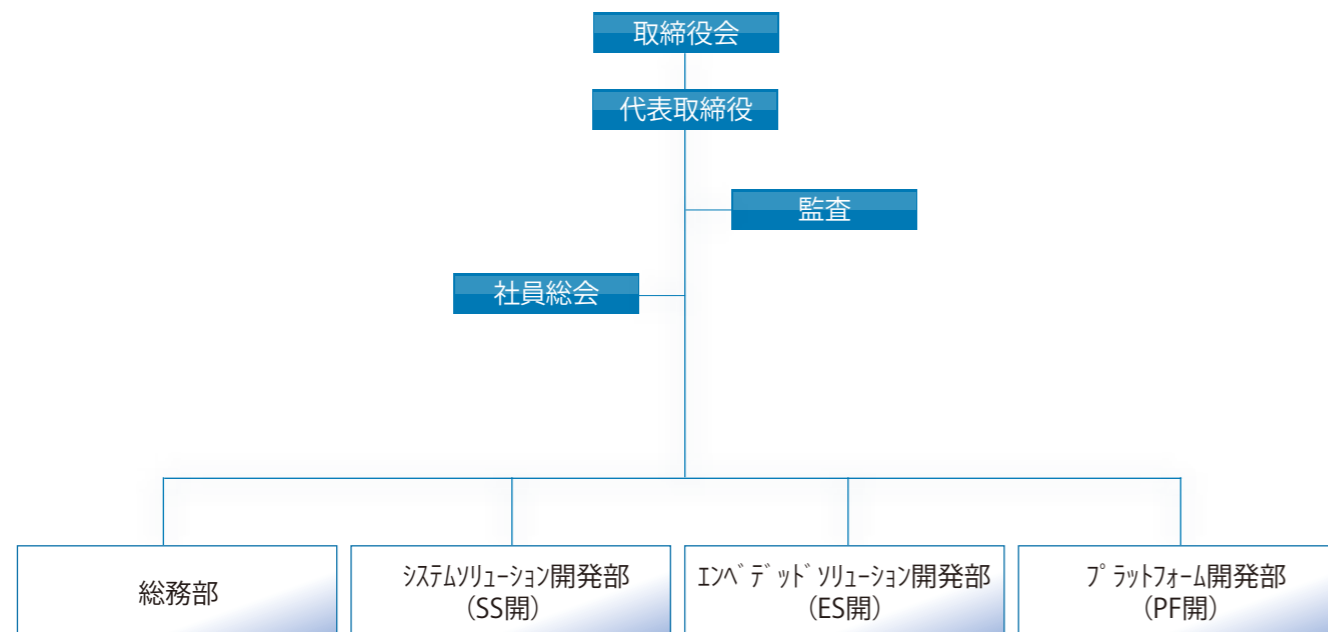 取締役会
代表取締役
監査
社員総会
総務部
ｼｽﾃﾑｿﾘｭｰｼｮﾝ開発部
（SS開）
ｴﾝﾍﾞﾃﾞｯﾄﾞｿﾘｭｰｼｮﾝ開発部
（ES開）
ﾌﾟﾗｯﾄﾌｫｰﾑ開発部
（PF開）